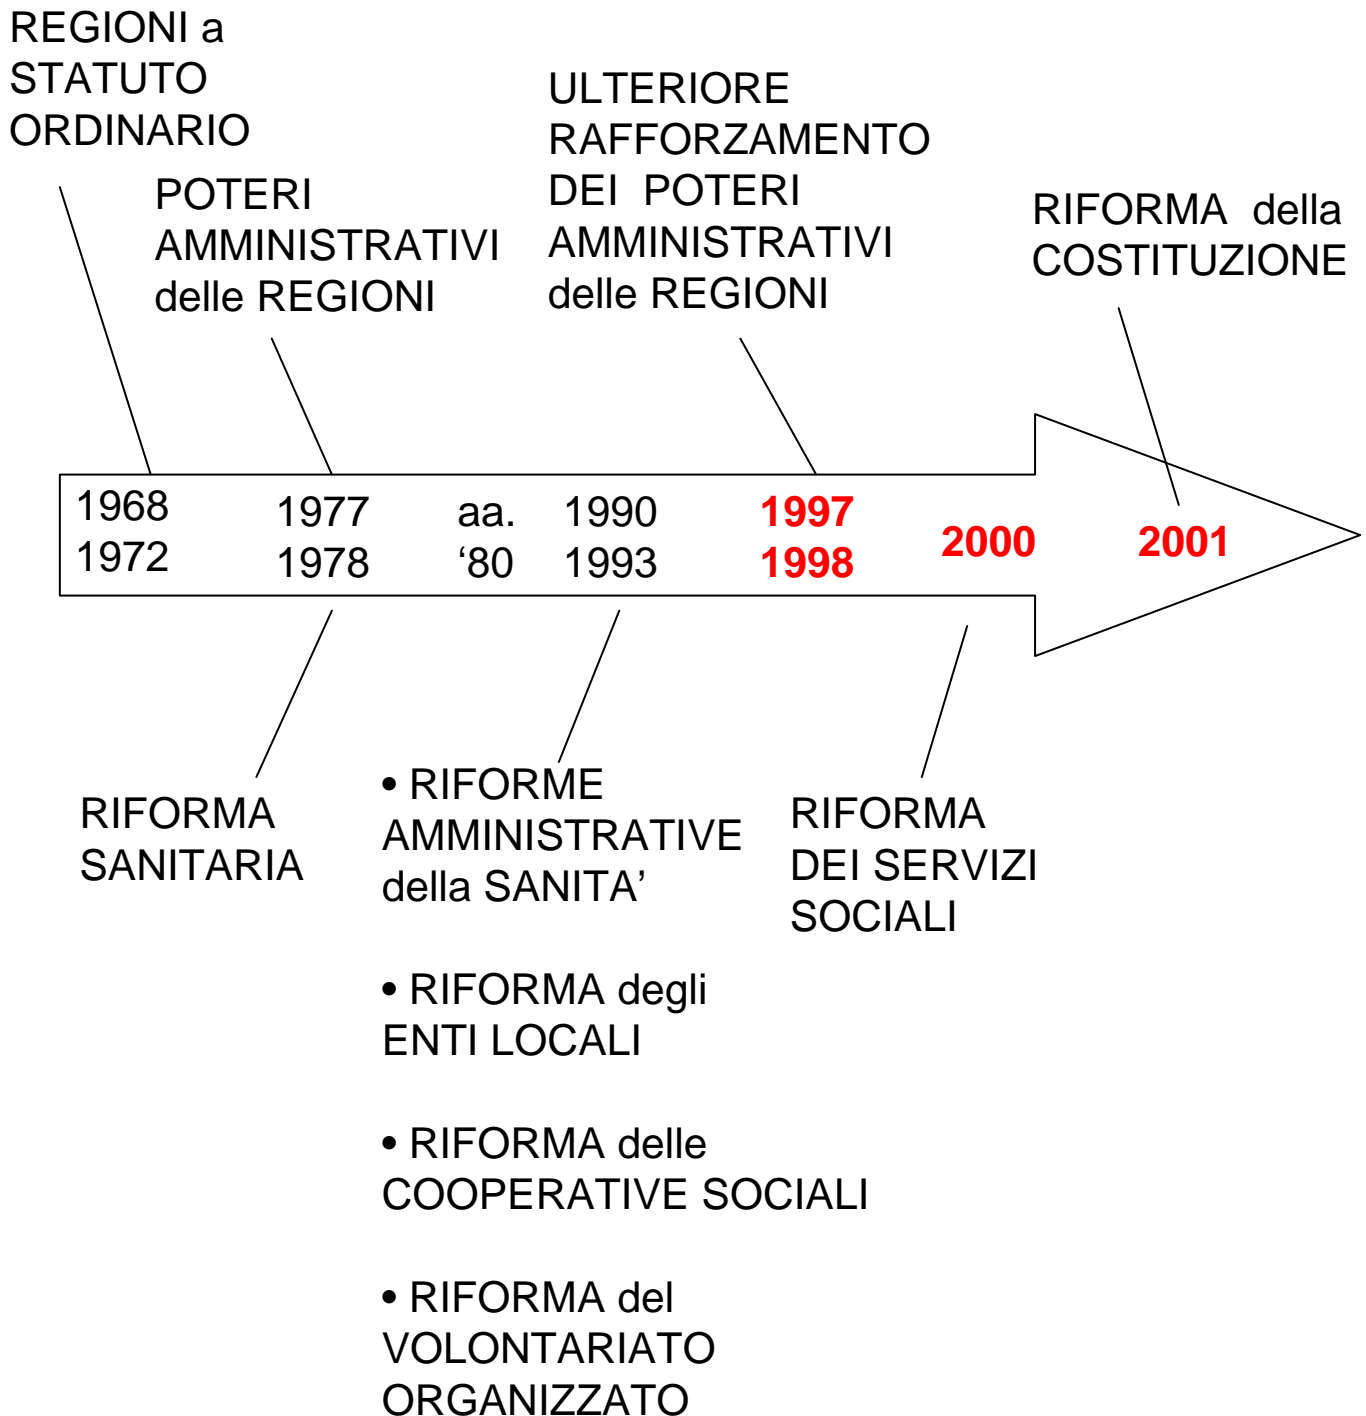 REGIONI a
STATUTO
ORDINARIO
POTERI
AMMINISTRATIVI
delle REGIONI
ULTERIORE
RAFFORZAMENTO
DEI POTERI
AMMINISTRATIVI
delle REGIONI
RIFORMA della
COSTITUZIONE
1968
1972
1977
1978
aa.
‘80
1990
1993
1997
1998
2000
2001
RIFORMA
SANITARIA
• RIFORME
AMMINISTRATIVE
della SANITA’
• RIFORMA degli
ENTI LOCALI
• RIFORMA delle
COOPERATIVE SOCIALI
• RIFORMA del
VOLONTARIATO
ORGANIZZATO
RIFORMA
DEI SERVIZI
SOCIALI